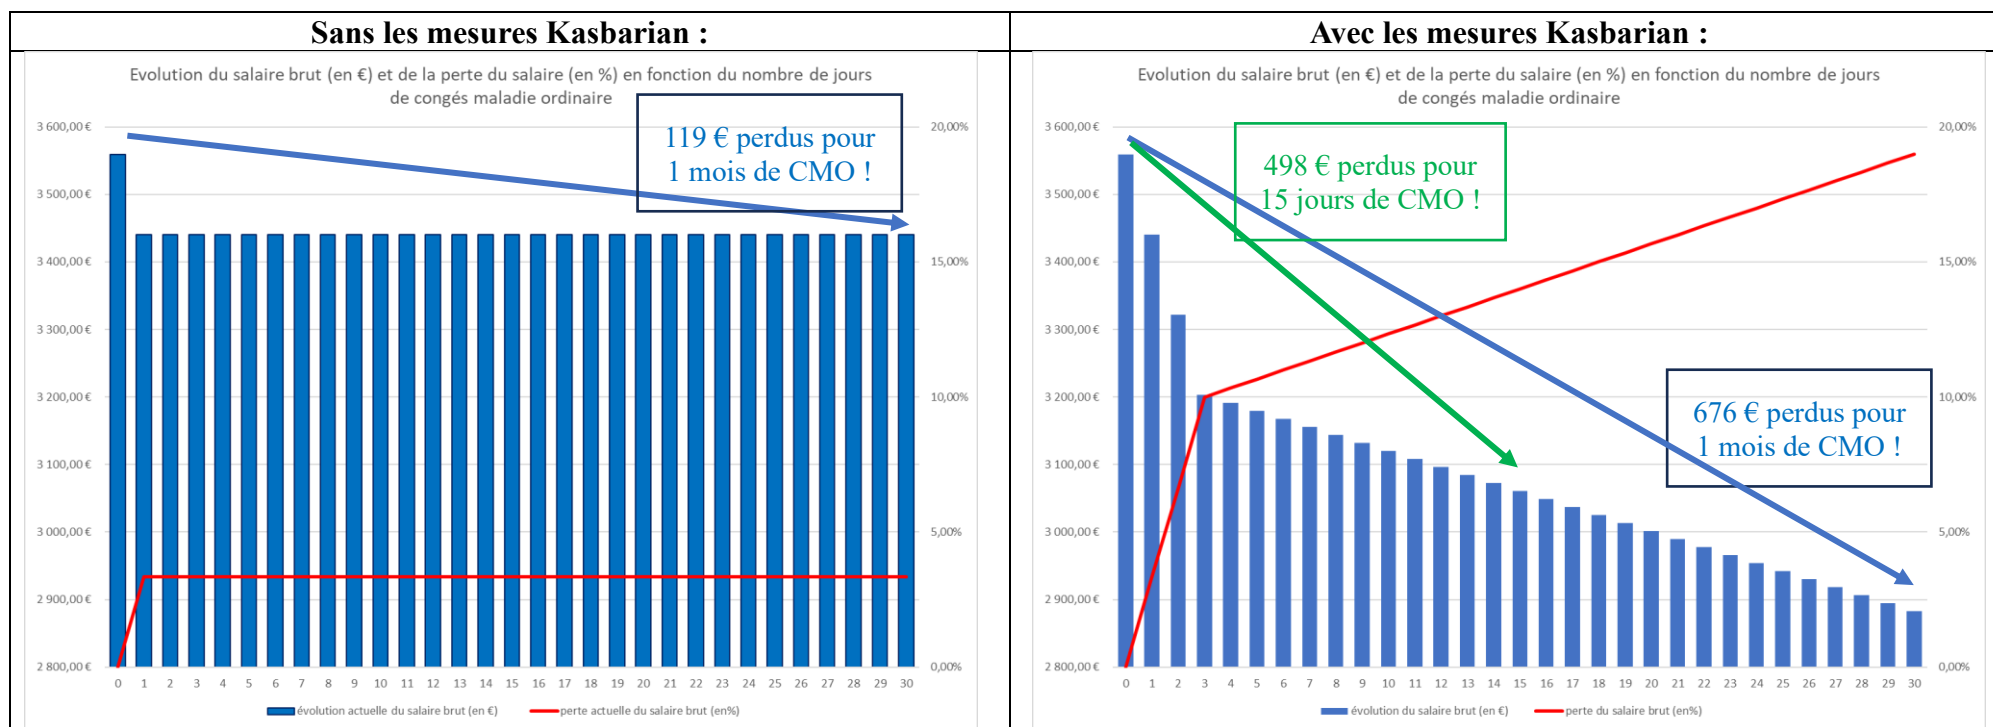 Sans les mesures Kasbarian :
Evolution du salaire brut (en €) et de la perte du salaire (en %) en fonction du nombre de jours
de congés maladie ordinaire
119 € perdus pour
1 mois de CMO !
3 600,00 €
3 500,00 €
3 400,00 €
3 300,00 €
3 200,00 €
3 100,00 €
3 000,00 €
2 900,00 €
2 800,00 €
20,00%
15,00%
10,00%
5,00%
0,00%
0 1 2 3 4 5 6 7 8 9 10 11 12 13 14 15 16 17 18 19 20 21 22 23 24 25 26 27 28 29 30
évolution actuelle du salaire brut (en €) perte actuelle du salaire brut (en%)
Avec les mesures Kasbarian :
Evolution du salaire brut (en €) et de la perte du salaire (en %) en fonction du nombre de jours
de congés maladie ordinaire
498 € perdus pour
15 jours de CMO !
676 € perdus pour
1 mois de CMO !
3 600,00 €
3 500,00 €
3 400,00 €
3 300,00 €
3 200,00 €
3 100,00 €
3 000,00 €
2 900,00 €
2 800,00 €
20,00%
15,00%
10,00%
5,00%
0,00%
0 1 2 3 4 5 6 7 8 9 10 11 12 13 14 15 16 17 18 19 20 21 22 23 24 25 26 27 28 29 30
évolution du salaire brut (en €) perte du salaire brut (en%)